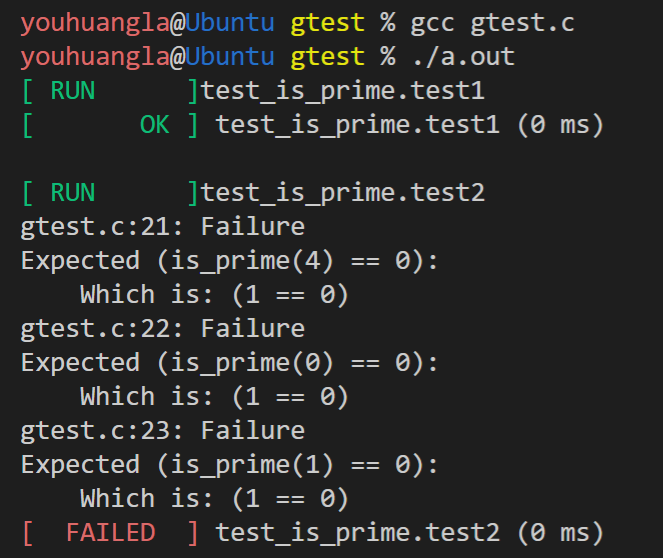 youhuangla@Ubuntu gtest % gcc gtest.c
youhuangla@Ubuntu gtest % ./a.out
[ RUN      ]test_is_prime.test1
[       OK ] test_is_prime.test1 (0 ms)

[ RUN      ]test_is_prime.test2
gtest.c:21: Failure
Expected (is_prime(4) == 0):
    Which is: (1 == 0)
gtest.c:22: Failure
Expected (is_prime(0) == 0):
    Which is: (1 == 0)
gtest.c:23: Failure
Expected (is_prime(1) == 0):
    Which is: (1 == 0)
[  FAILED  ] test_is_prime.test2 (0 ms)